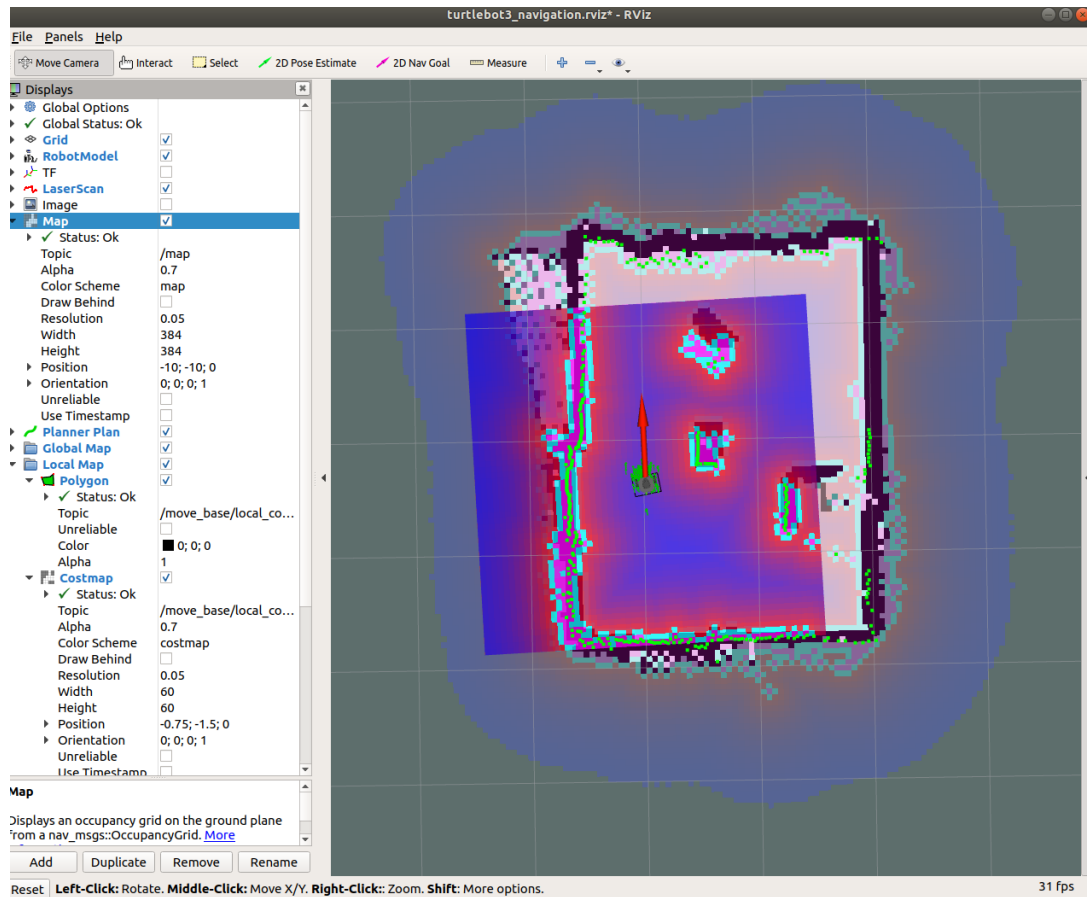 turtlebot3_navigation.rviz* - RViz
File Panels Help
Move Camera Interact Select 2D Pose Estimate 2D Nav Goal Measure
Displays
Global Options
Global Status: Ok
Grid
RobotModel
TF
LaserScan
Image
Map
Status: Ok
Topic /map
Alpha 0.7
Color Scheme map
Draw Behind
Resolution 0.05
Width 384
Height 384
Position -10; -10; 0
Orientation 0; 0; 0; 1
Unreliable
Use Timestamp
Planner Plan
Global Map
Local Map
Polygon
Status: Ok
Topic /move_base/local_co...
Unreliable
Color 0; 0; 0
Alpha 1
Costmap
Status: Ok
Topic /move_base/local_co...
Alpha 0.7
Color Scheme costmap
Draw Behind
Resolution 0.05
Width 60
Height 60
Position -0.75; -1.5; 0
Orientation 0; 0; 0; 1
Unreliable
Use Timestamp
Map
Displays an occupancy grid on the ground plane
from a nav_msgs::OccupancyGrid. More
Add Duplicate Remove Rename
Reset Left-Click: Rotate. Middle-Click: Move X/Y. Right-Click:: Zoom. Shift: More options. 31 fps